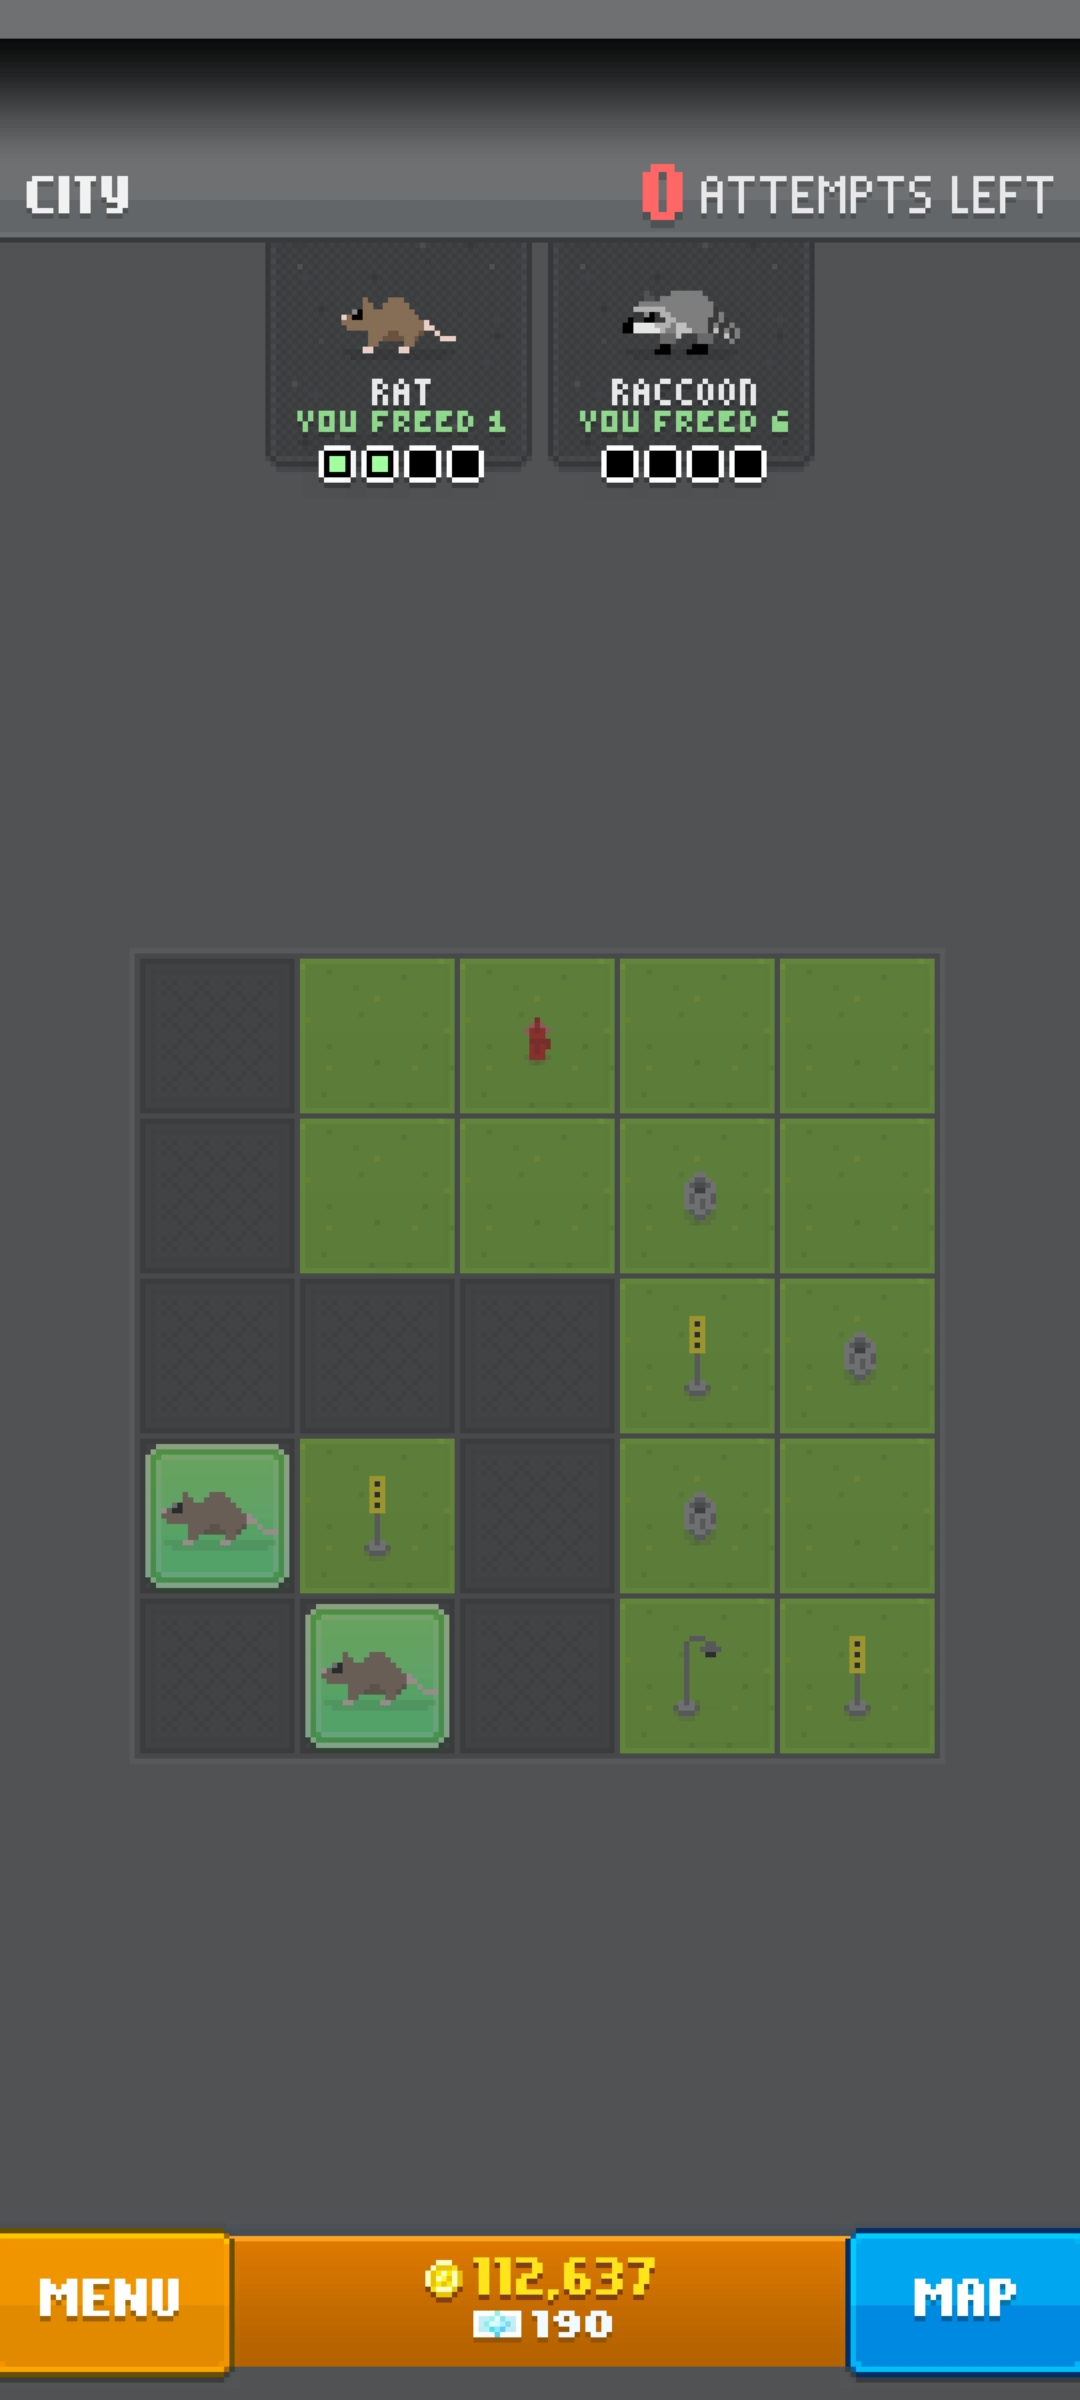 CITY
0 ATTEMPTS LEFT
RAT
YOU FREED 1
RACCOON
YOU FREED 6
MENU
112,637
190
MAP